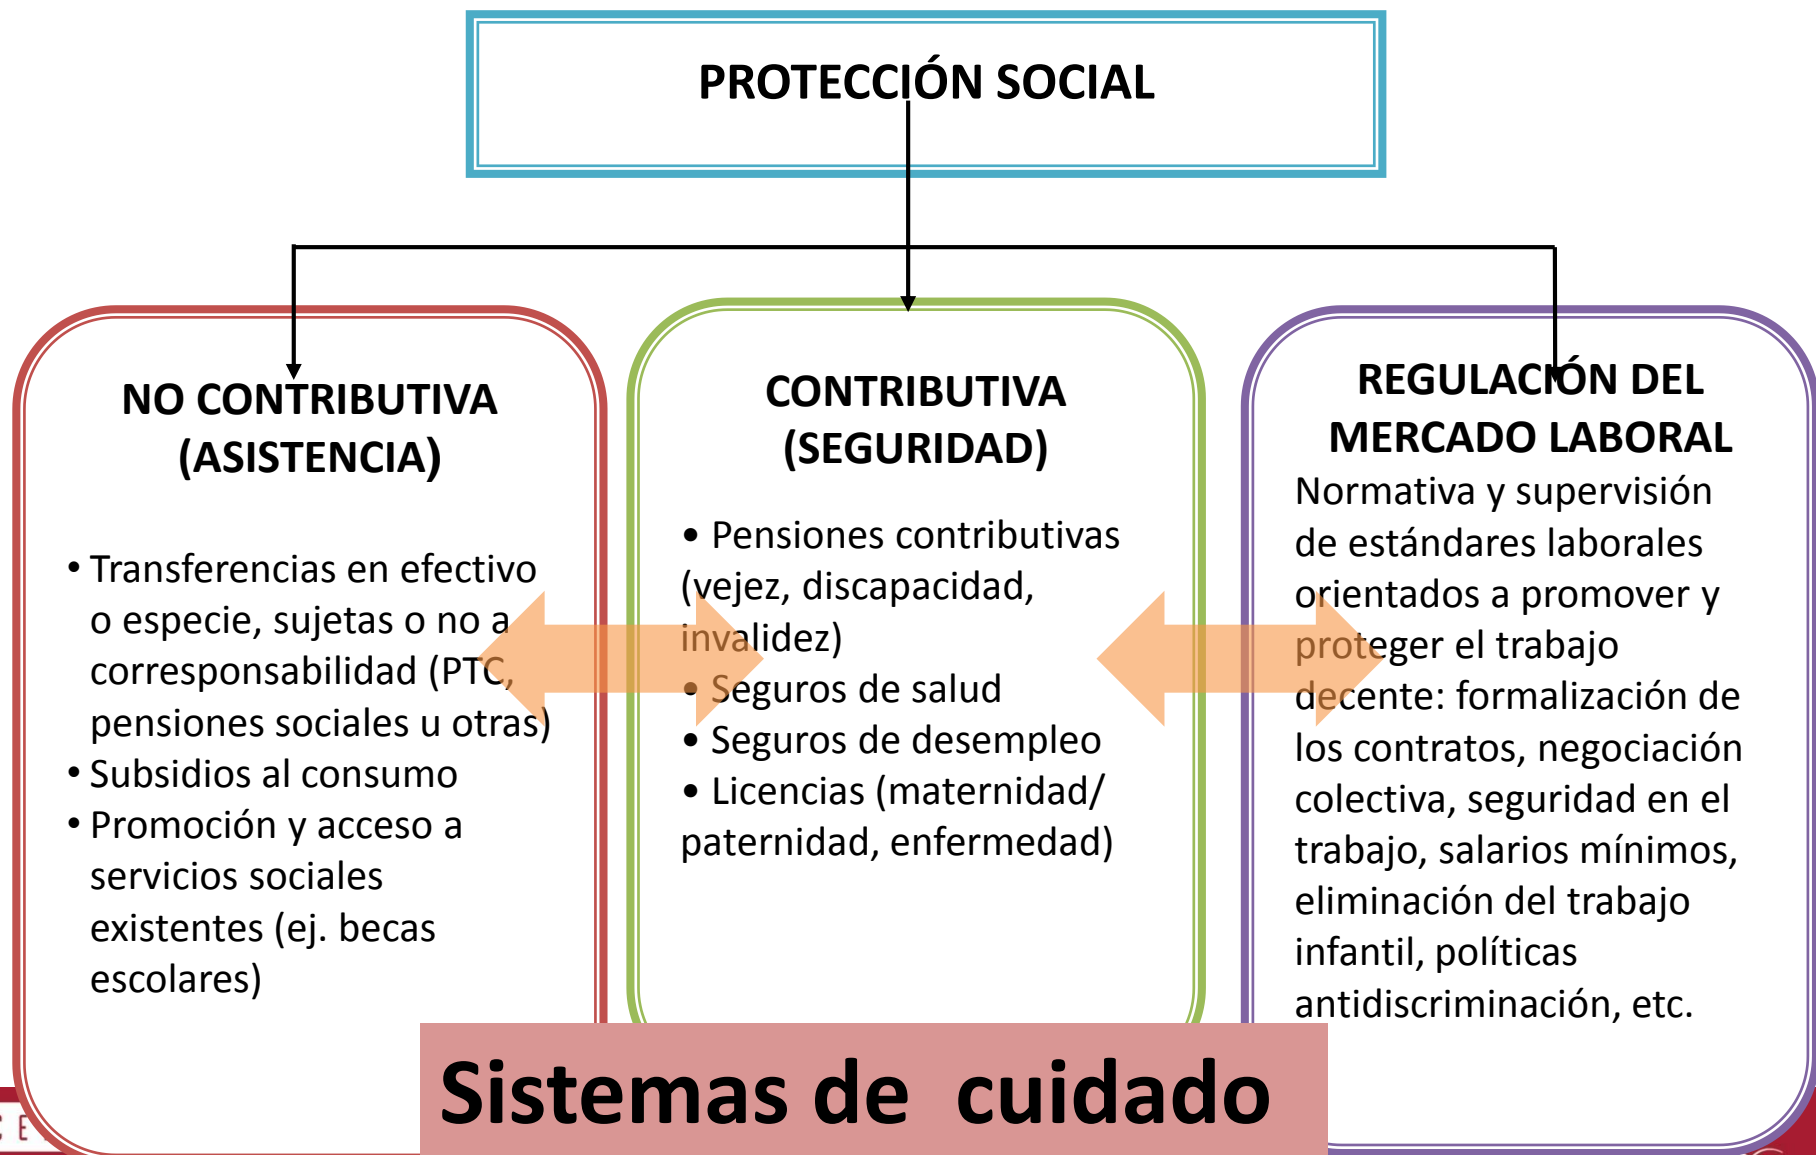 PROTECCIÓN SOCIAL
NO CONTRIBUTIVA
(ASISTENCIA)
• Transferencias en efectivo
o especie, sujetas o no a
corresponsabilidad (PTC,
pensiones sociales u otras)
• Subsidios al consumo
• Promoción y acceso a
servicios sociales
existentes (ej. becas
escolares)
CONTRIBUTIVA
(SEGURIDAD)
• Pensiones contributivas
(vejez, discapacidad,
invalidez)
• Seguros de salud
• Seguros de desempleo
• Licencias (maternidad/
paternidad, enfermedad)
REGULACIÓN DEL
MERCADO LABORAL
Normativa y supervisión
de estándares laborales
orientados a promover y
proteger el trabajo
decente: formalización de
los contratos, negociación
colectiva, seguridad en el
trabajo, salarios mínimos,
eliminación del trabajo
infantil, políticas
antidiscriminación, etc.
Sistemas de cuidado